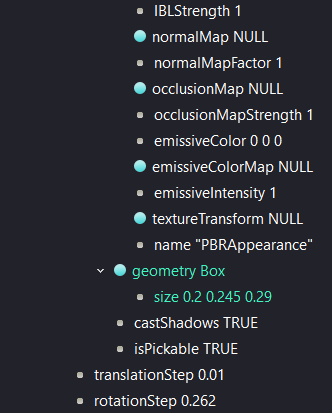 IBLStrength 1
normalMap NULL
normalMapFactor 1
occlusionMap NULL
occlusionMapStrength 1
emissiveColor 0 0 0
emissiveColorMap NULL
emissiveIntensity 1
textureTransform NULL
name "PBRAppearance"
geometry Box
size 0.2 0.245 0.29
castShadows TRUE
isPickable TRUE
translationStep 0.01
rotationStep 0.262